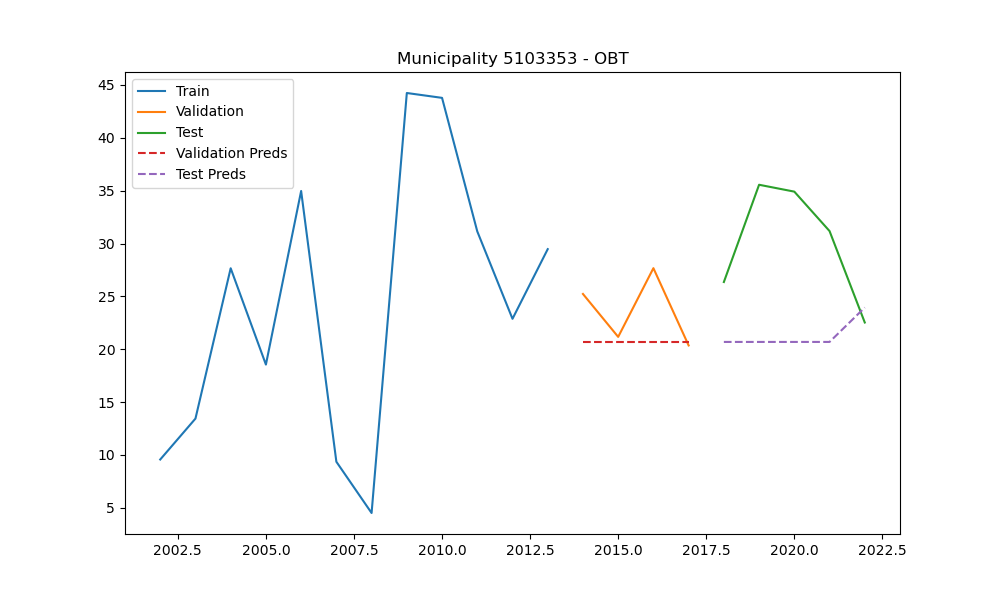 Municipality 5103353 - OBT
Train
Validation
Test
Validation Preds
Test Preds
45
40
35
30
25
20
15
10
5
2002.5 2005.0 2007.5 2010.0 2012.5 2015.0 2017.5 2020.0 2022.5